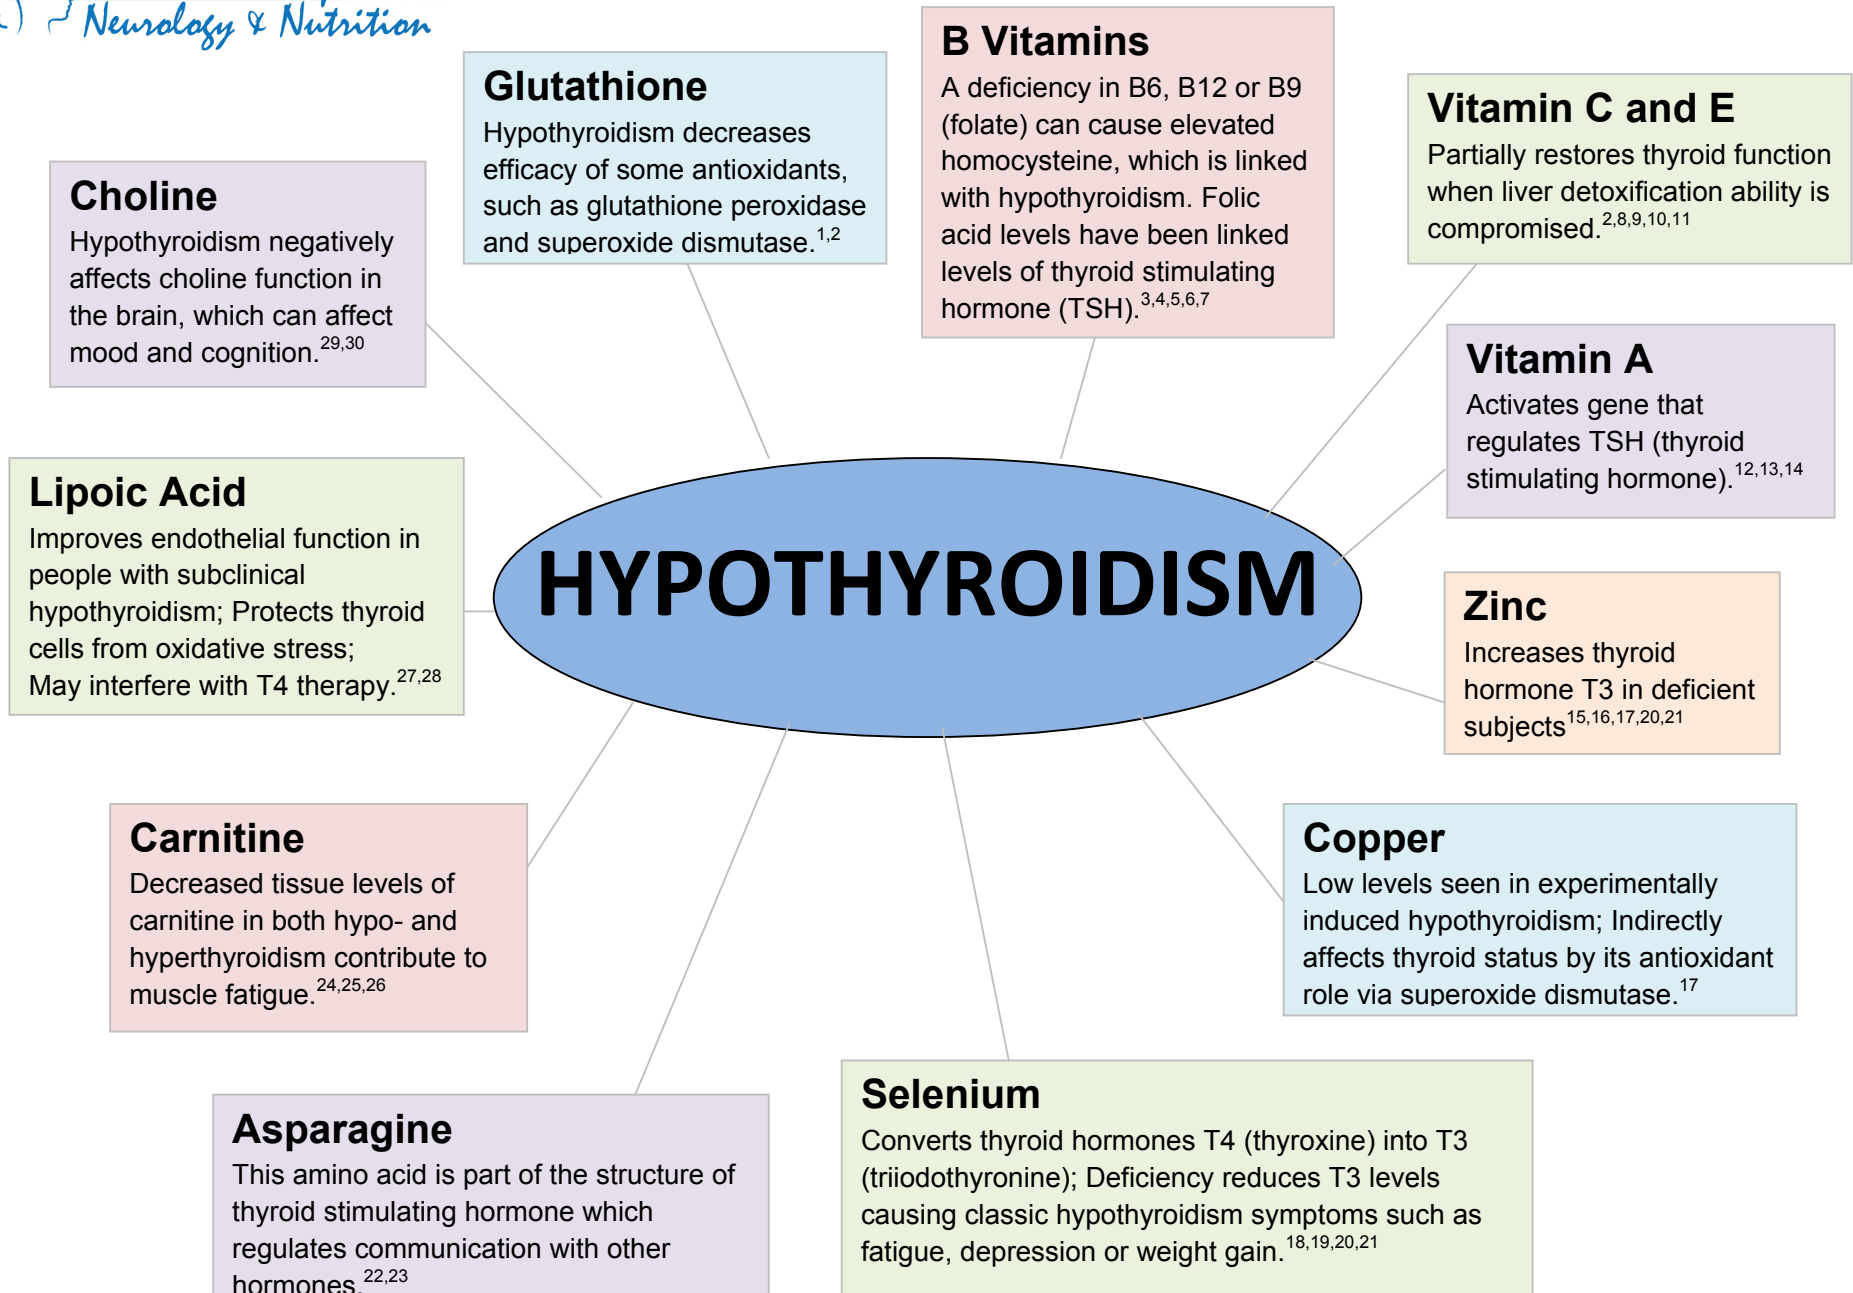 Neurology & Nutrition
B Vitamins
A deficiency in B6, B12 or B9
(folate) can cause elevated
homocysteine, which is linked
with hypothyroidism. Folic
acid levels have been linked
levels of thyroid stimulating
hormone (TSH).3,4,5,6,7
Glutathione
Hypothyroidism decreases
efficacy of some antioxidants,
such as glutathione peroxidase
and superoxide dismutase.1,2
Vitamin C and E
Partially restores thyroid function
when liver detoxification ability is
compromised.2,8,9,10,11
Choline
Hypothyroidism negatively
affects choline function in
the brain, which can affect
mood and cognition.29,30
Vitamin A
Activates gene that
regulates TSH (thyroid
stimulating hormone).12,13,14
Lipoic Acid
Improves endothelial function in
people with subclinical
hypothyroidism; Protects thyroid
cells from oxidative stress;
May interfere with T4 therapy.27,28
HYPOTHYROIDISM
Zinc
Increases thyroid
hormone T3 in deficient
subjects15,16,17,20,21
Carnitine
Decreased tissue levels of
carnitine in both hypo- and
hyperthyroidism contribute to
muscle fatigue.24,25,26
Copper
Low levels seen in experimentally
induced hypothyroidism; Indirectly
affects thyroid status by its antioxidant
role via superoxide dismutase.17
Asparagine
This amino acid is part of the structure of
thyroid stimulating hormone which
regulates communication with other
hormones.22,23
Selenium
Converts thyroid hormones T4 (thyroxine) into T3
(triiodothyronine); Deficiency reduces T3 levels
causing classic hypothyroidism symptoms such as
fatigue, depression or weight gain.18,19,20,21